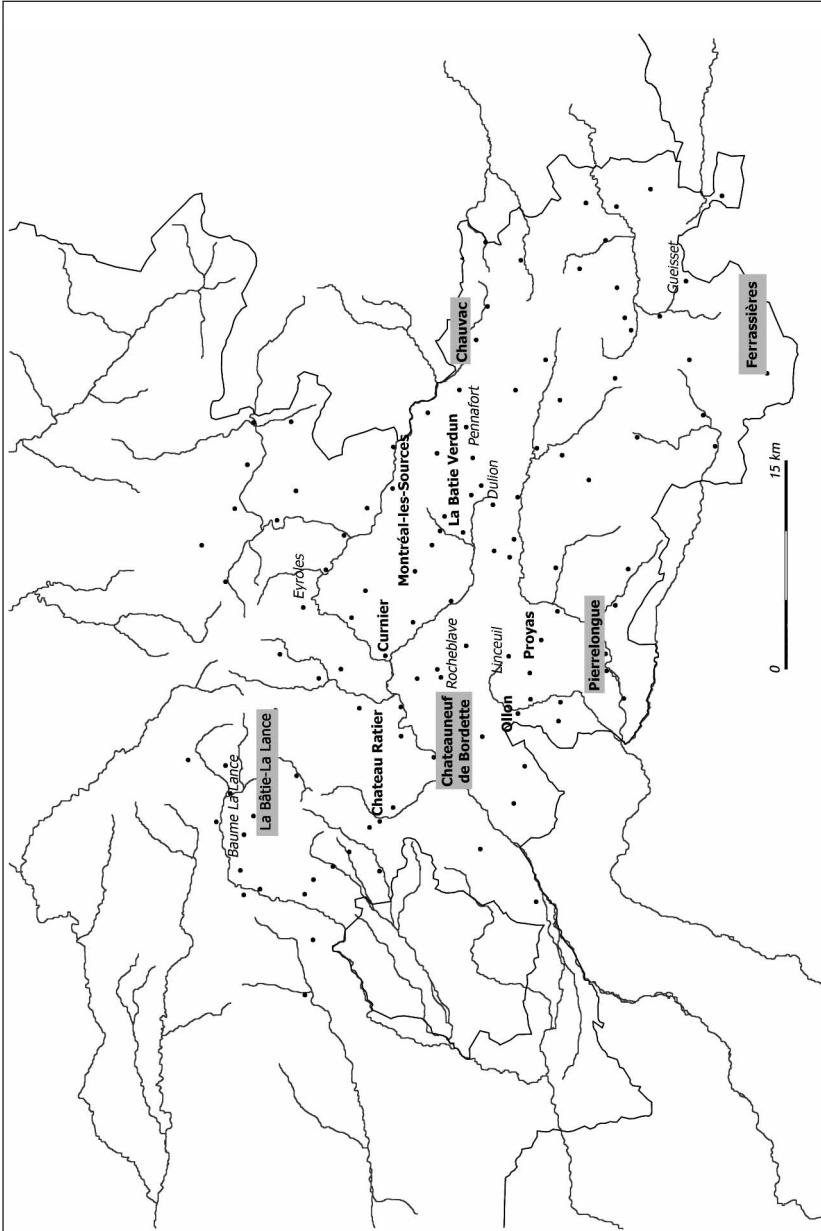 Baume La Lance
La Bâtie-La Lance
Eyroles
Chateau Ratier
Curnier
Montréal-les-Sources
Chateauneuf
de Bordette
Rocheblave
La Batie Verdun
Pennafort
Chauvac
Dulion
Ollon
Linceuil
Proyas
Pierrelongue
Gueisset
Ferrassières
0
15 km